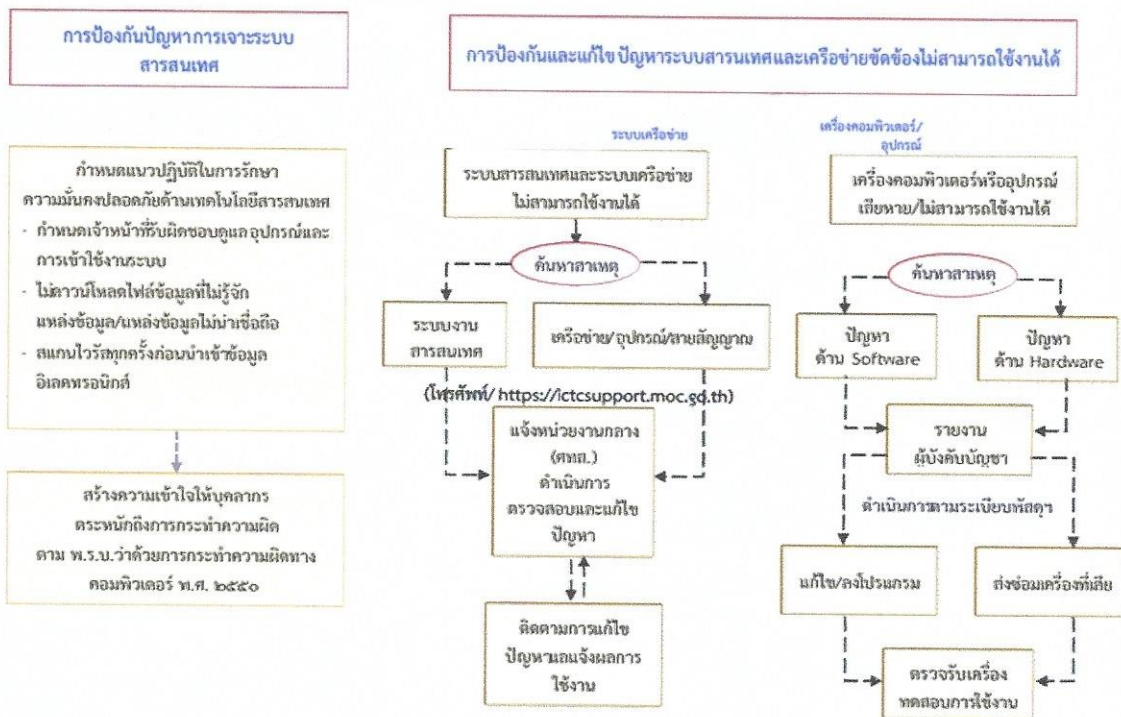 การป้องกันปัญหาการเจาะระบบ
สารสนเทศ
กำหนดแนวปฏิบัติในการรักษา
ความมั่นคงปลอดภัยด้านเทคโนโลยีสารสนเทศ
- กำหนดเจ้าหน้าที่รับผิดชอบดูแลอุปกรณ์และ
การเข้าใช้งานระบบ
- ไม่ดาวน์โหลดไฟล์ข้อมูลที่ไม่รู้จัก
แหล่งข้อมูล/แหล่งข้อมูลไม่น่าเชื่อถือ
- สแกนไวรัสทุกครั้งก่อนนำเข้าข้อมูล
อิเลคทรอนิกส์
สร้างความเข้าใจให้บุคลากร
ตระหนักถึงการกระทำความผิด
ตาม พ.ร.บ.ว่าด้วยการกระทำความผิดทาง
คอมพิวเตอร์ พ.ศ. ๒๕๕๐
การป้องกันและแก้ไข ปัญหาระบบสารนเทศและเครือข่ายขัดข้องไม่สามารถใช้งานได้
ระบบเครือข่าย
ระบบสารสนเทศและระบบเครือข่าย
ไม่สามารถใช้งานได้
ค้นหาสาเหตุ
ระบบงาน
สารสนเทศ
เครือข่าย/อุปกรณ์/สายสัญญาณ
(โทรศัพท์/ https://ictcsupport.moc.go.th)
แจ้งหน่วยงานกลาง
(ศทส.)
ดำเนินการ
ตรวจสอบและแก้ไข
ปัญหา
ติดตามการแก้ไข
ปัญหาแลแจ้งผลการ
ใช้งาน
เครื่องคอมพิวเตอร์/
อุปกรณ์
เครื่องคอมพิวเตอร์หรืออุปกรณ์
เสียหาย/ไม่สามารถใช้งานได้
ค้นหาสาเหตุ
ปัญหา
ด้าน Software
ปัญหา
ด้าน Hardware
รายงาน
ผู้บังคับบัญชา
ดำเนินการตามระเบียบพัสดุฯ
แก้ไข/ลงโปรแกรม
ส่งซ่อมเครื่องที่เสีย
ตรวจรับเครื่อง
ทดสอบการใช้งาน